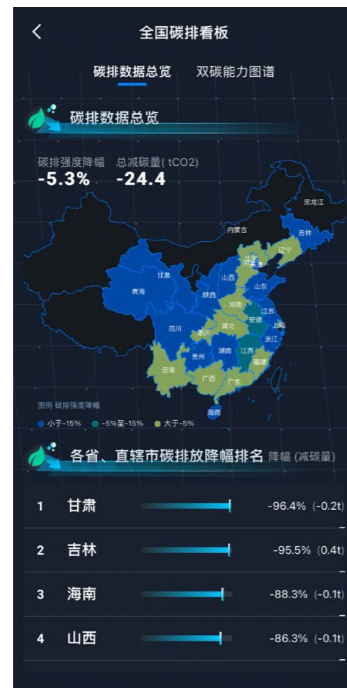 全国碳排看板
碳排数据总览 双碳能力图谱
碳排数据总览
碳排强度降幅 总减碳量( tCO2)
-5.3% -24.4
黑龙江
吉林
内蒙古
辽宁
北京
甘肃
山西
山东
青海
陕西
河南
江苏
安徽
上海
四川
重庆
湖北
浙江
贵州
湖南
江西
福建
云南
广西
广东
海南
图例 碳排强度降幅
小于-15% -5%至-15% 大于-5%
各省、直辖市碳排放降幅排名 降幅 (减碳量)
1 甘肃 -96.4% (-0.2t)
2 吉林 -95.5% (0.4t)
3 海南 -88.3% (-0.1t)
4 山西 -86.3% (-0.1t)